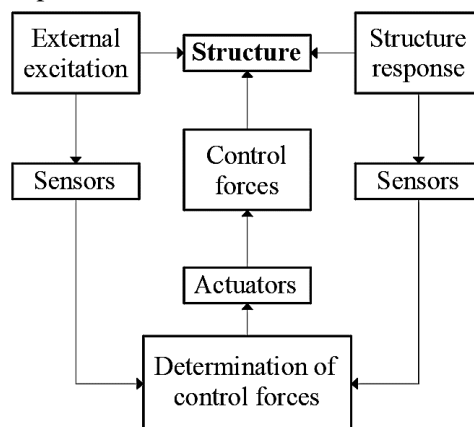 External
excitation
Structure
Structure
response
Sensors
Control
forces
Sensors
Actuators
Determination of
control forces